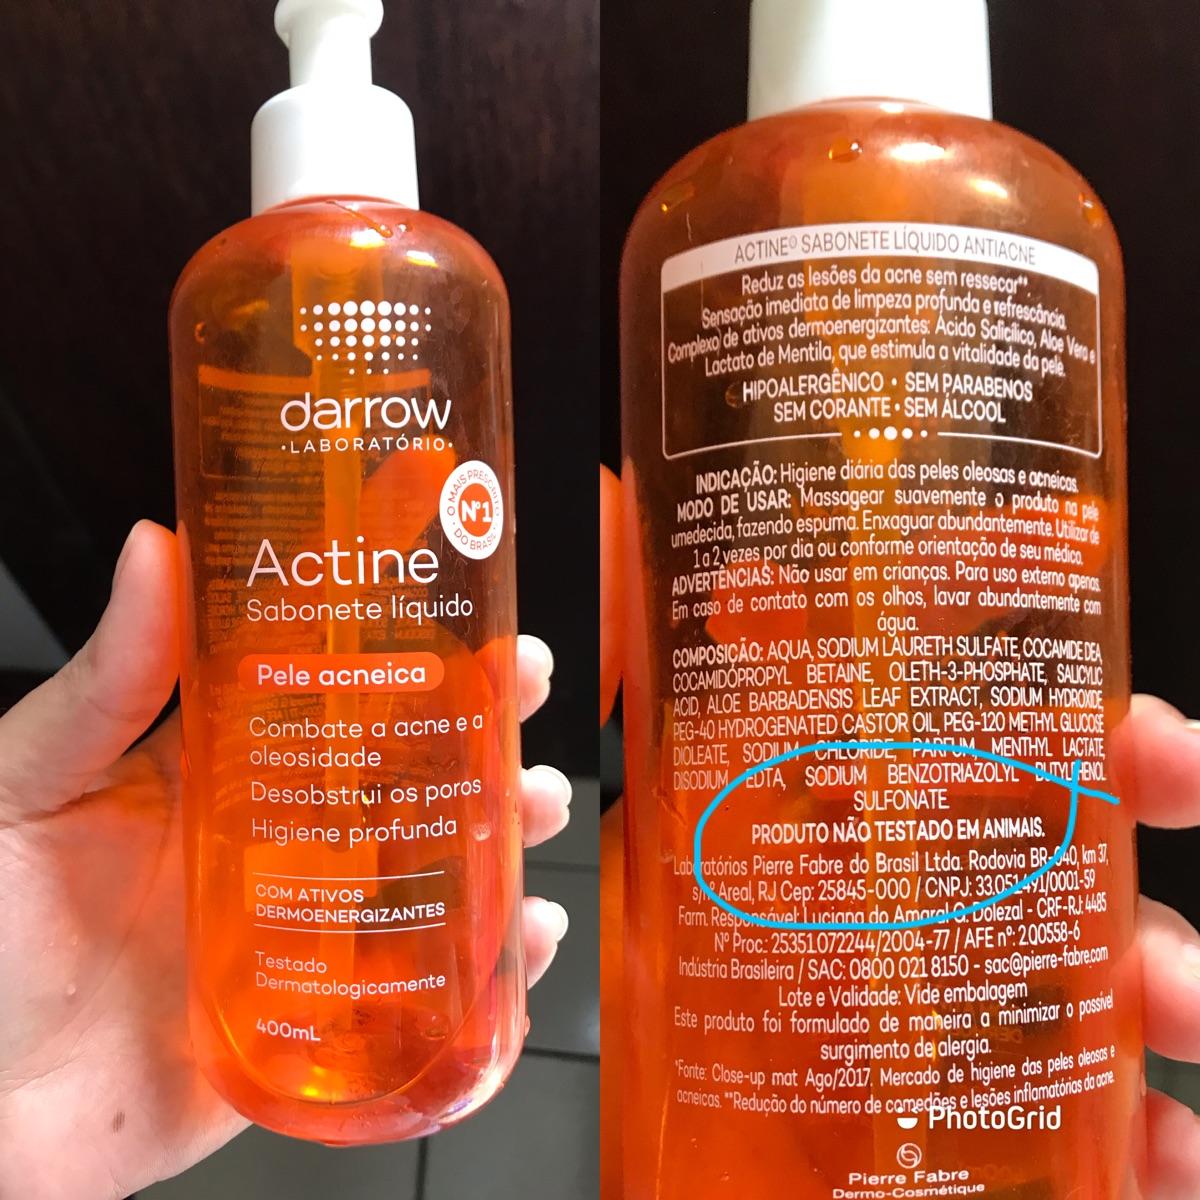 darrow
•LABORATÓRIO•
O MAIS PRESCRITO
Nº1
DO BRASIL
Actine
Sabonete líquido
Pele acneica
Combate a acne e a
oleosidade
Desobstrui os poros
Higiene profunda
COM ATIVOS
DERMOENERGIZANTES
Testado
Dermatologicamente
400mL
ACTINE® SABONETE LÍQUIDO ANTIACNE
Reduz as lesões da acne sem ressecar**.
Sensação imediata de limpeza profunda e refrescância.
Complexo de ativos dermoenergizantes: Ácido Salicílico, Aloe Vera e
Lactato de Mentila, que estimula a vitalidade da pele.
HIPOALERGÊNICO • SEM PARABENOS
SEM CORANTE • SEM ÁLCOOL
INDICAÇÃO: Higiene diária das peles oleosas e acneicas.
MODO DE USAR: Massagear suavemente o produto na pele
umedecida, fazendo espuma. Enxaguar abundantemente. Utilizar de
1 a 2 vezes por dia ou conforme orientação de seu médico.
ADVERTÊNCIAS: Não usar em crianças. Para uso externo apenas.
Em caso de contato com os olhos, lavar abundantemente com
água.
COMPOSIÇÃO: AQUA, SODIUM LAURETH SULFATE, COCAMIDE DEA,
COCAMIDOPROPYL BETAINE, OLETH-3-PHOSPHATE, SALICYLIC
ACID, ALOE BARBADENSIS LEAF EXTRACT, SODIUM HYDROXIDE,
PEG-40 HYDROGENATED CASTOR OIL, PEG-120 METHYL GLUCOSE
DIOLEATE, SODIUM CHLORIDE, PARFUM, MENTHYL LACTATE,
DISODIUM EDTA, SODIUM BENZOTRIAZOLYL BUTYLPHENOL
SULFONATE
PRODUTO NÃO TESTADO EM ANIMAIS.
Laboratórios Pierre Fabre do Brasil Ltda. Rodovia BR-040, km 37,
s/nº Areal, RJ Cep: 25845-000 / CNPJ: 33.051.491/0001-59
Farm. Responsável: Luciana do Amaral C. Dolezal - CRF-RJ: 4485
Nº Proc.: 25351.072244/2004-77 / AFE nº: 2.00558-6
Indústria Brasileira / SAC: 0800 021 8150 - sac@pierre-fabre.com
Lote e Validade: Vide embalagem
Este produto foi formulado de maneira a minimizar o possível
surgimento de alergia.
*Fonte: Close-up mat Ago/2017. Mercado de higiene das peles oleosas e
acneicas. **Redução do número de comedões e lesões inflamatórias da acne.
PhotoGrid
Pierre Fabre
Dermo-Cosmétique